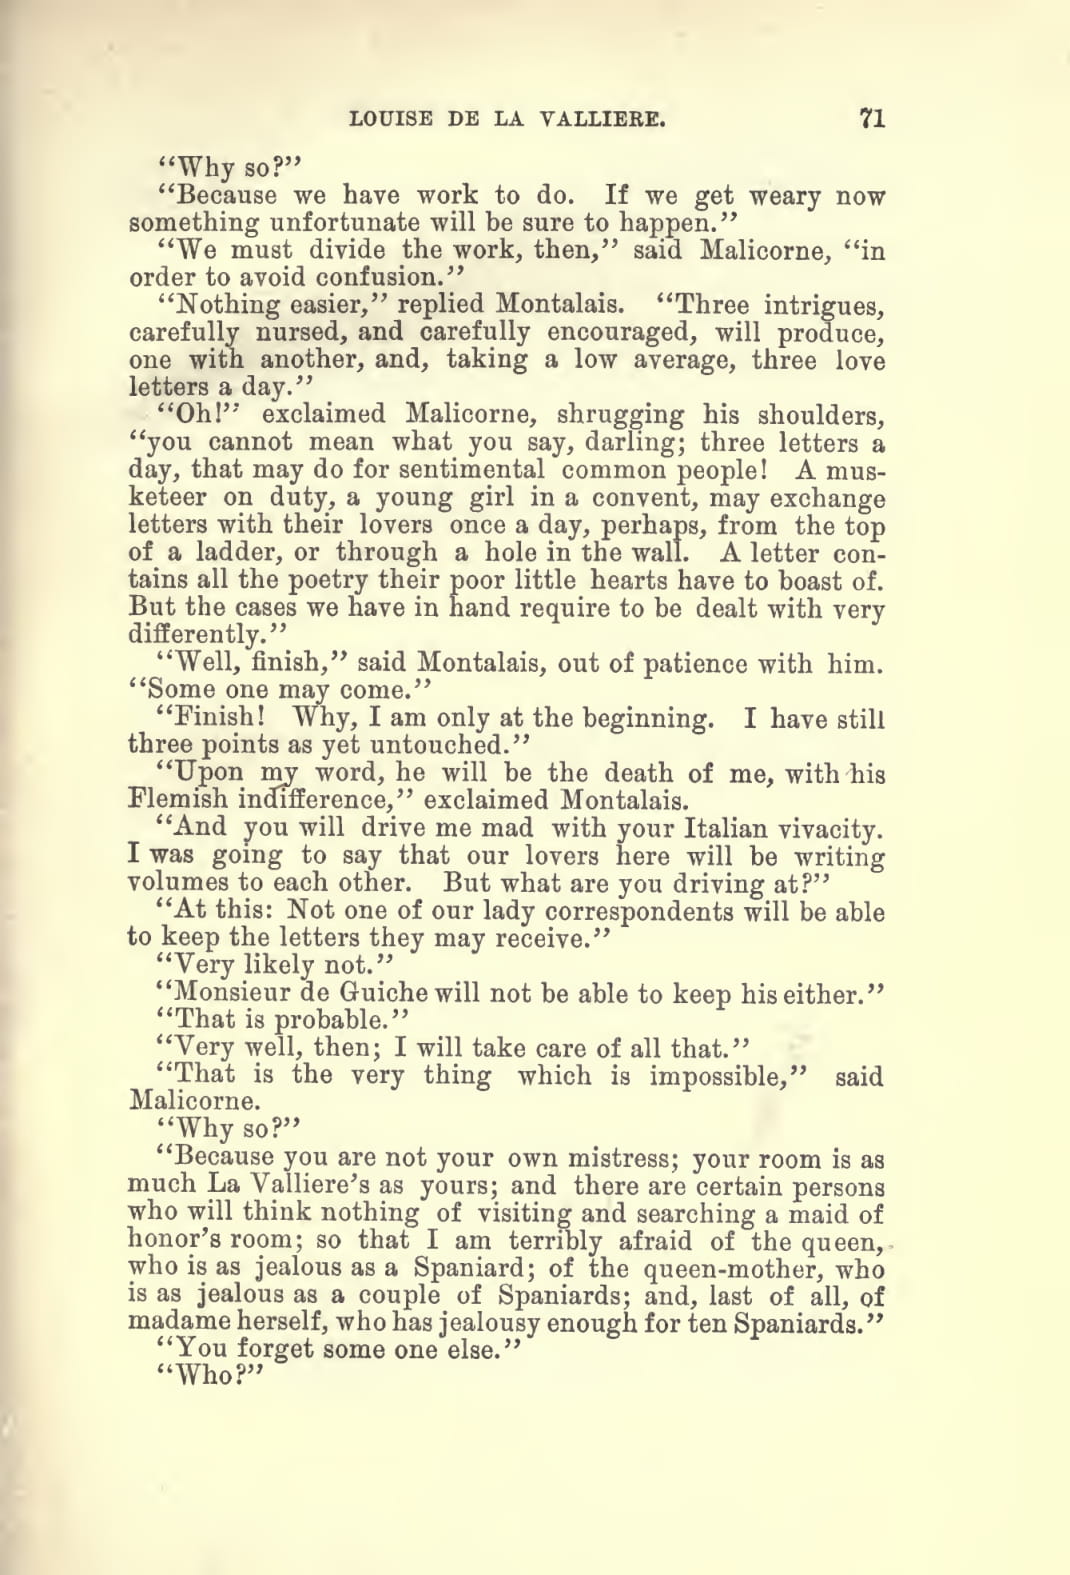 LOUISE DE LA VALLIERE. 71
“Why so?”
“Because we have work to do. If we get weary now
something unfortunate will be sure to happen.”
“We must divide the work, then,” said Malicorne, “in
order to avoid confusion.”
“Nothing easier,” replied Montalais. “Three intrigues,
carefully nursed, and carefully encouraged, will produce,
one with another, and, taking a low average, three love
letters a day.”
“Oh!” exclaimed Malicorne, shrugging his shoulders,
“you cannot mean what you say, darling; three letters a
day, that may do for sentimental common people! A mus-
keteer on duty, a young girl in a convent, may exchange
letters with their lovers once a day, perhaps, from the top
of a ladder, or through a hole in the wall. A letter con-
tains all the poetry their poor little hearts have to boast of.
But the cases we have in hand require to be dealt with very
differently.”
“Well, finish,” said Montalais, out of patience with him.
“Some one may come.”
“Finish! Why, I am only at the beginning. I have still
three points as yet untouched.”
“Upon my word, he will be the death of me, with his
Flemish indifference,” exclaimed Montalais.
“And you will drive me mad with your Italian vivacity.
I was going to say that our lovers here will be writing
volumes to each other. But what are you driving at?”
“At this: Not one of our lady correspondents will be able
to keep the letters they may receive.”
“Very likely not.”
“Monsieur de Guiche will not be able to keep his either.”
“That is probable.”
“Very well, then; I will take care of all that.”
“That is the very thing which is impossible,” said
Malicorne.
“Why so?”
“Because you are not your own mistress; your room is as
much La Valliere’s as yours; and there are certain persons
who will think nothing of visiting and searching a maid of
honor’s room; so that I am terribly afraid of the queen,
who is as jealous as a Spaniard; of the queen-mother, who
is as jealous as a couple of Spaniards; and, last of all, of
madame herself, who has jealousy enough for ten Spaniards.”
“You forget some one else.”
“Who?”